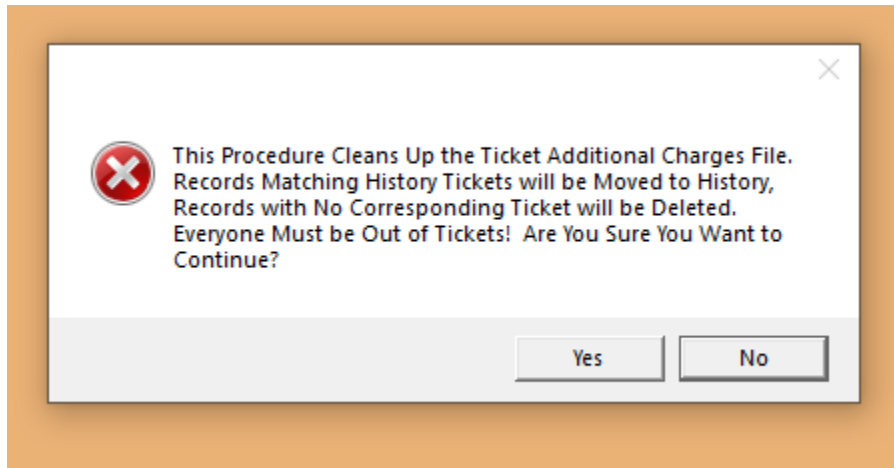 This Procedure Cleans Up the Ticket Additional Charges File.
Records Matching History Tickets will be Moved to History,
Records with No Corresponding Ticket will be Deleted.
Everyone Must be Out of Tickets!  Are You Sure You Want to
Continue?
Yes
No